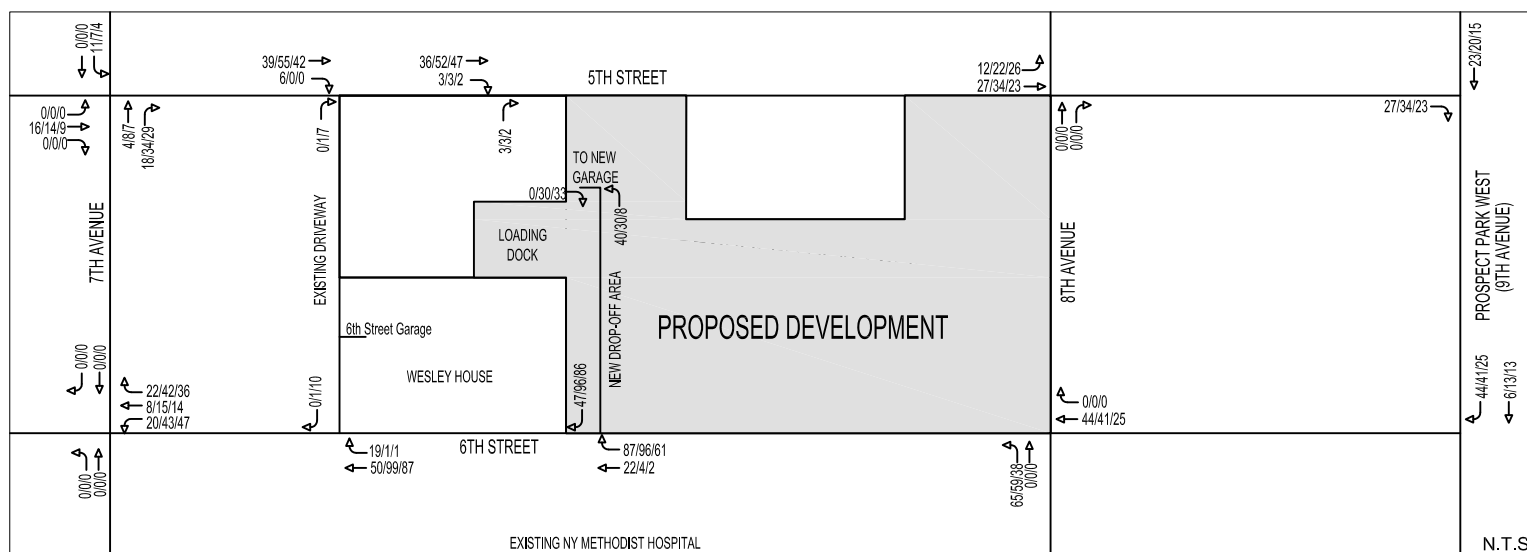 0/0/0
11/7/4
39/55/42
6/0/0
36/52/47
3/3/2
5TH STREET
12/22/26
27/34/23
23/20/15
0/0/0
16/14/9
0/0/0
4/8/7
18/34/29
0/1/7
3/3/2
0/0/0
0/0/0
27/34/23
TO NEW
GARAGE
0/30/33
40/30/8
LOADING
DOCK
7TH AVENUE
EXISTING DRIVEWAY
NEW DROP-OFF AREA
PROPOSED DEVELOPMENT
8TH AVENUE
PROSPECT PARK WEST
(9TH AVENUE)
6th Street Garage
WESLEY HOUSE
0/0/0
0/0/0
22/42/36
8/15/14
20/43/47
0/1/10
47/96/86
0/0/0
44/41/25
44/41/25
6/13/13
6TH STREET
19/1/1
50/99/87
87/96/61
22/4/2
0/0/0
0/0/0
65/59/38
0/0/0
EXISTING NY METHODIST HOSPITAL
N.T.S